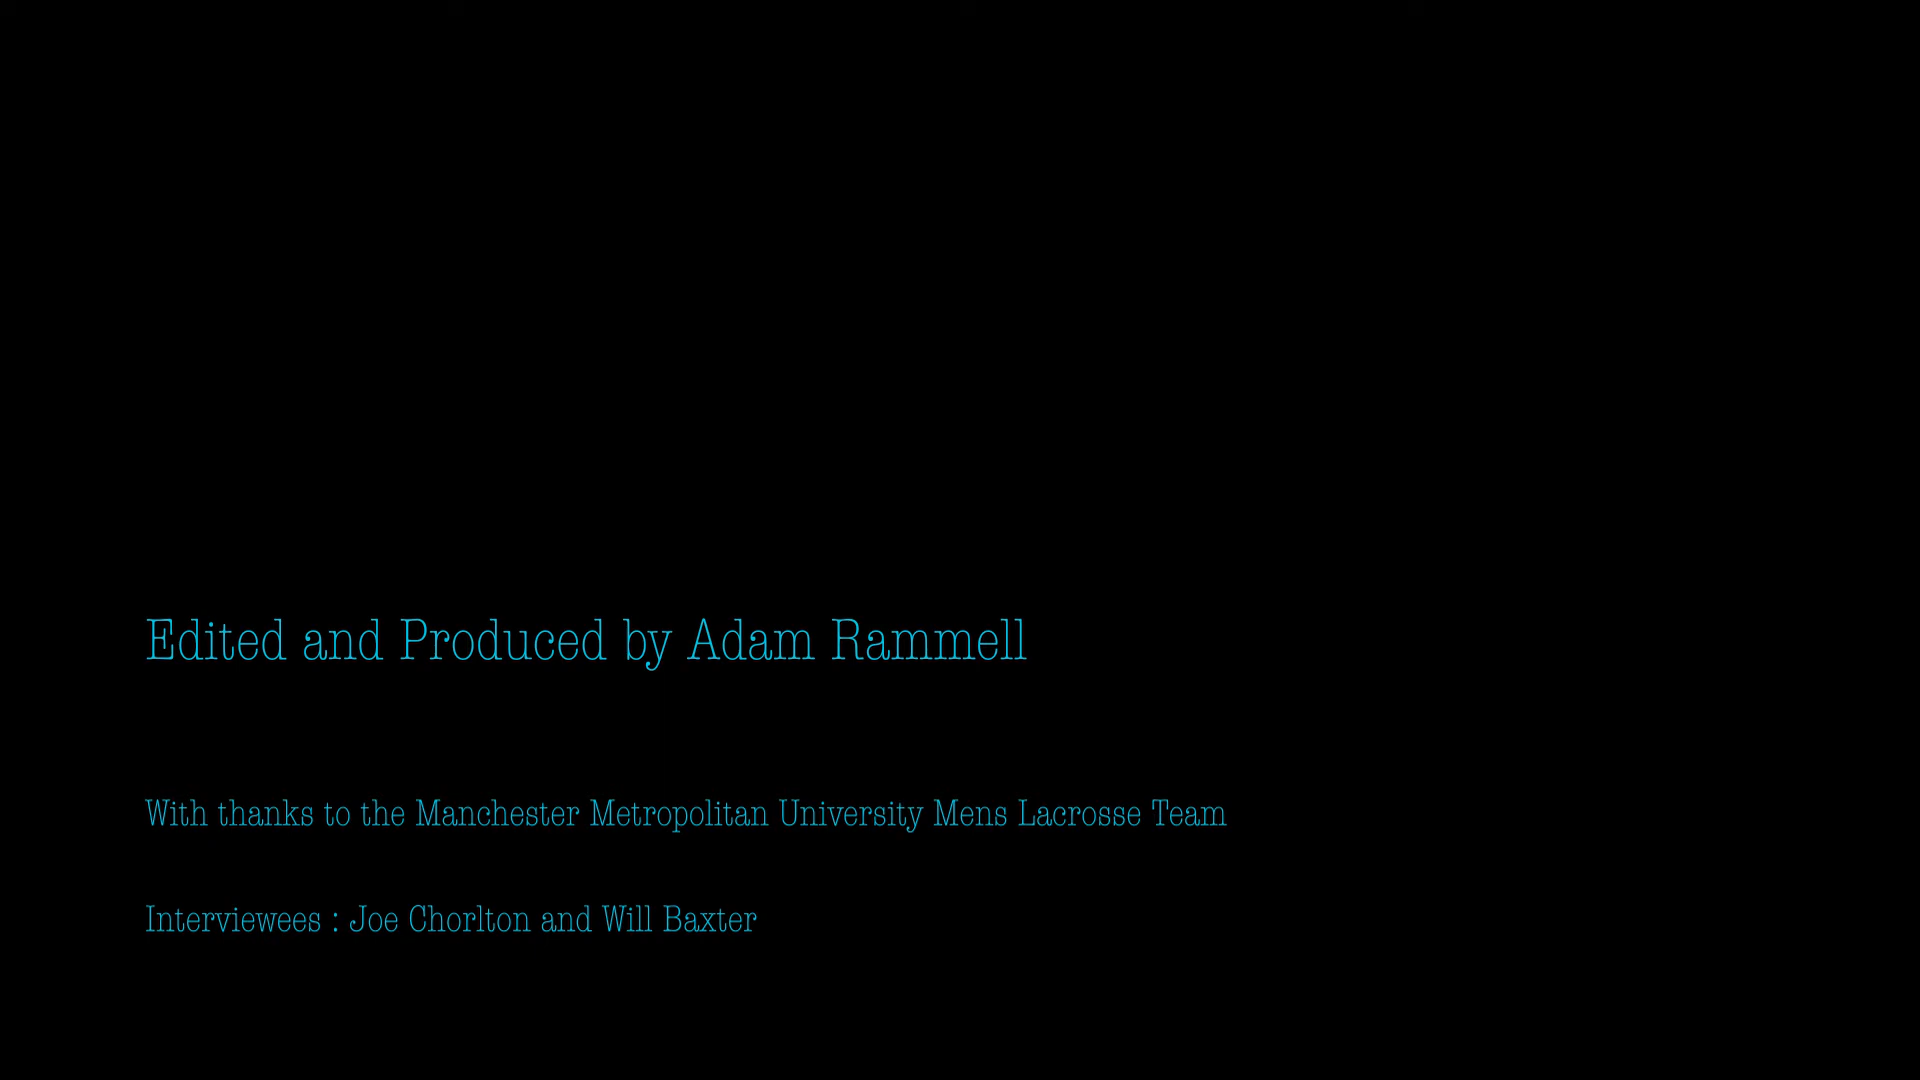 Edited and Produced by Adam Rammell
With thanks to the Manchester Metropolitan University Mens Lacrosse Team
Interviewees : Joe Chorlton and Will Baxter